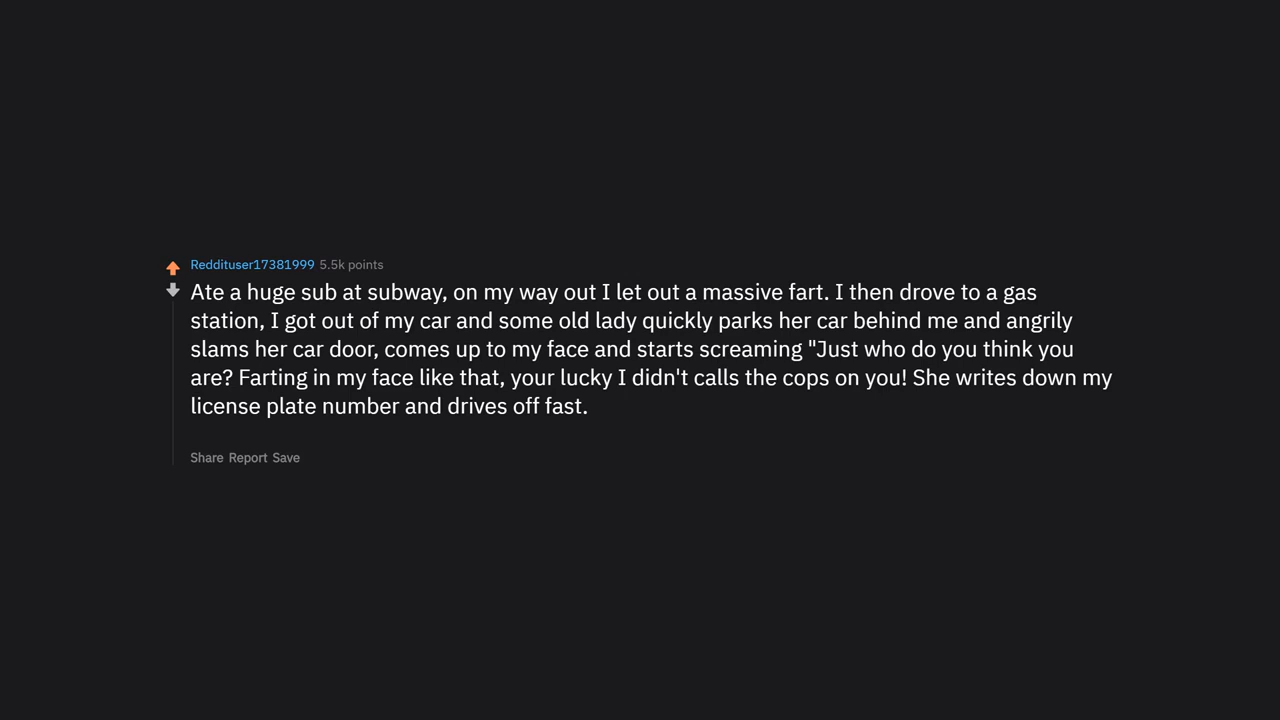 Reddituser17381999 5.5k points
Ate a huge sub at subway, on my way out I let out a massive fart. I then drove to a gas
station, I got out of my car and some old lady quickly parks her car behind me and angrily
slams her car door, comes up to my face and starts screaming "Just who do you think you
are? Farting in my face like that, your lucky I didn't calls the cops on you! She writes down my
license plate number and drives off fast.
Share Report Save